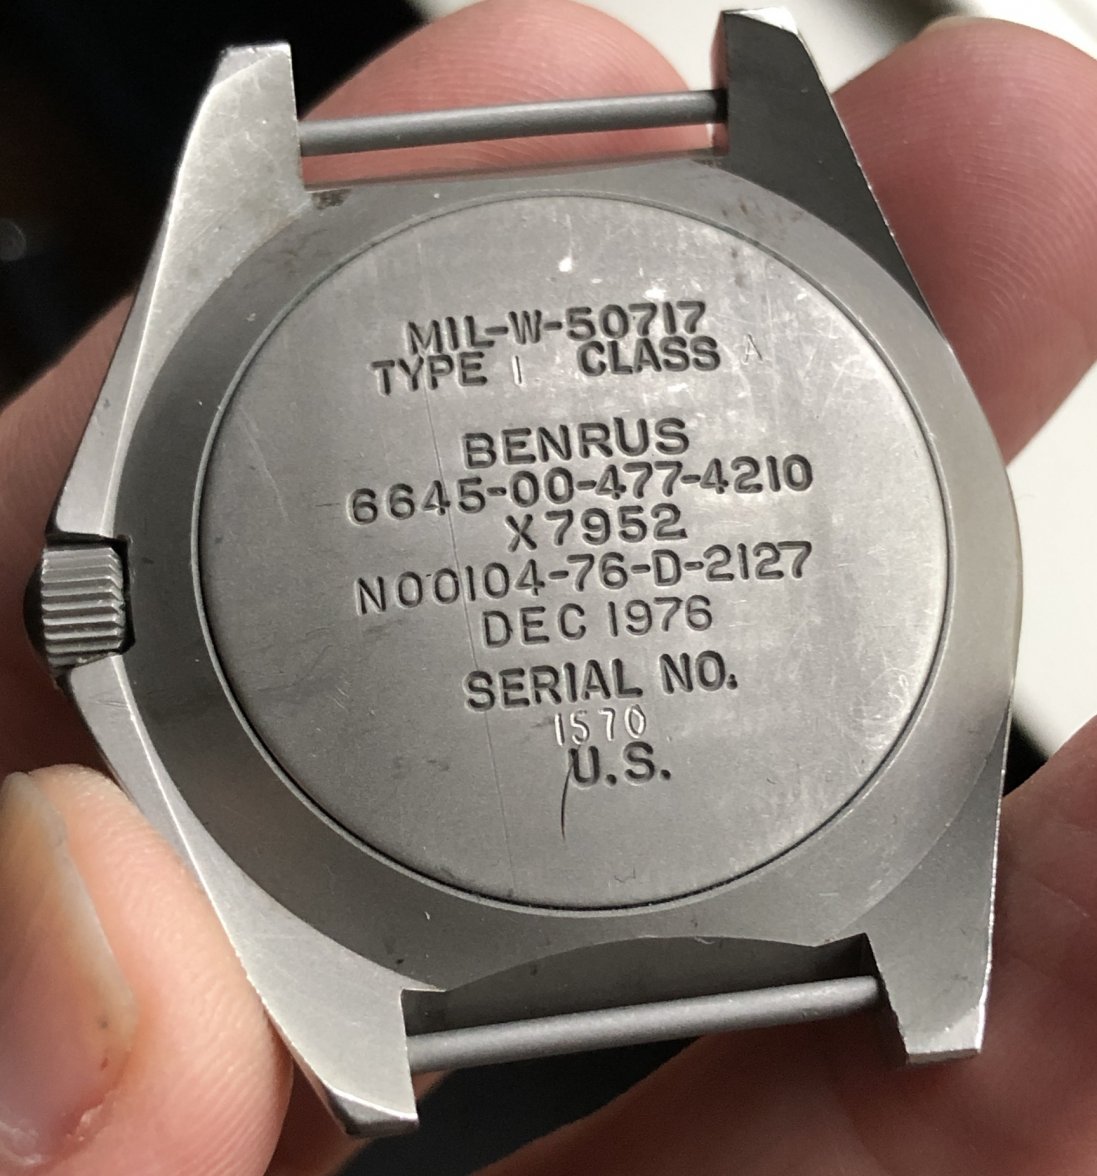 MIL-W-50717
TYPE I CLASS A
BENRUS
6645-00-477-4210
X7952
N00104-76-D-2127
DEC 1976
SERIAL NO.
1570
U.S.